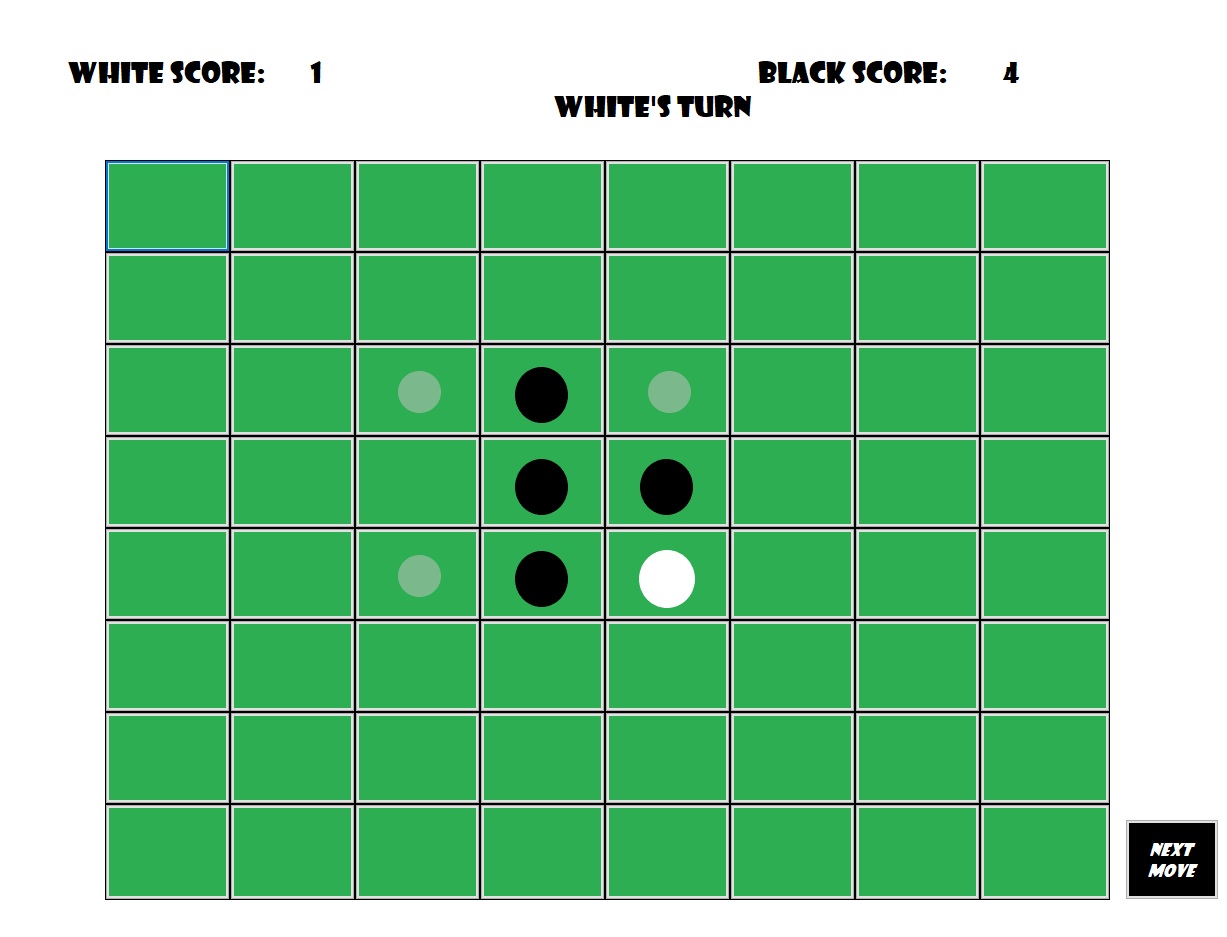 WHITE SCORE: 1
BLACK SCORE: 4
WHITE'S TURN
NEXT
MOVE